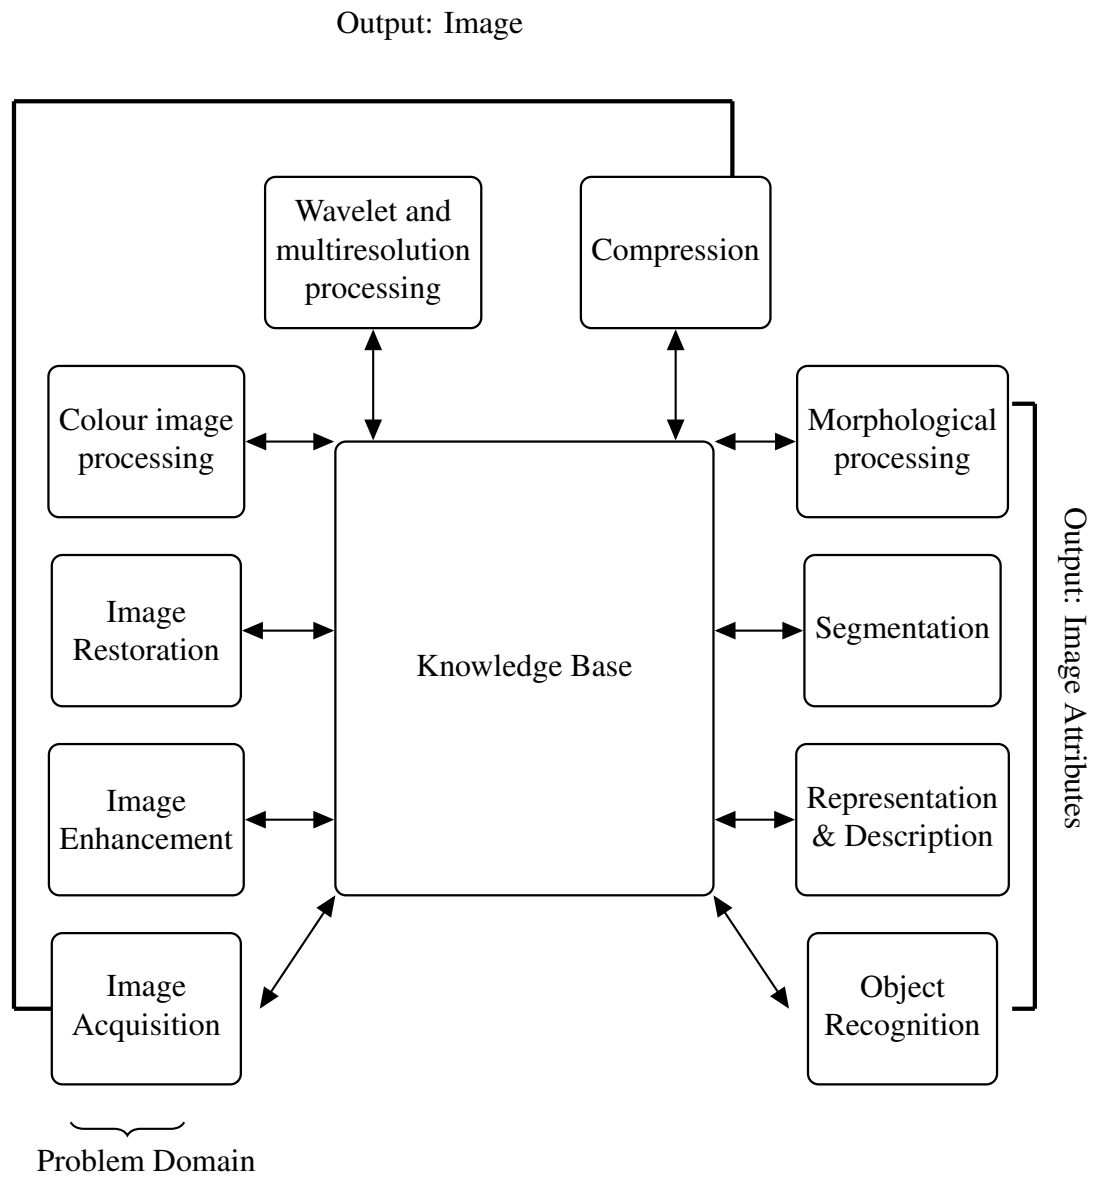 Output: Image
Wavelet and
multiresolution
processing
Compression
Colour image
processing
Morphological
processing
Image
Restoration
Knowledge Base
Segmentation
Image
Enhancement
Representation
& Description
Image
Acquisition
Object
Recognition
Output: Image Attributes
Problem Domain